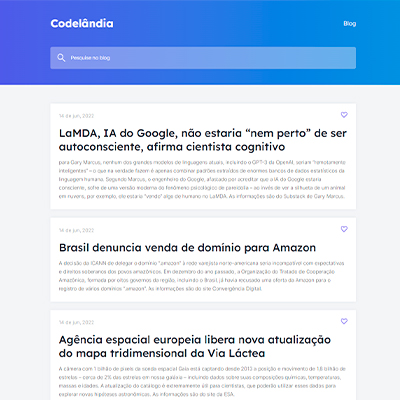 Codelândia
Blog
Pesquise no blog
14 de jun, 2022
LaMDA, IA do Google, não estaria “nem perto” de ser
autoconsciente, afirma cientista cognitivo
para Gary Marcus, nenhum dos grandes modelos de linguagens atuais, incluindo o GPT-3 da OpenAI, seriam “remotamente
inteligentes” – o que na verdade fazem é apenas combinar padrões extraídos de enormes bancos de dados estatísticos da
linguagem humana. Segundo Marcus, o engenheiro do Google, afastado por acreditar que a IA do Google estaria
consciente, sofre de uma versão moderna do fenômeno psicológico de pareidolia – ao invés de ver a silhueta de um animal
em nuvens, por exemplo, ele estaria “vendo” algo de humano no LaMDA. As informações são do Substack de Gary Marcus.
14 de jun, 2022
Brasil denuncia venda de domínio para Amazon
A decisão da ICANN de delegar o domínio “.amazon” à rede varejista norte-americana seria incompatível com expectativas
e direitos soberanos dos povos amazônicos. Em dezembro do ano passado, a Organização do Tratado de Cooperação
Amazônica, formada por oitos governos da região, incluindo o Brasil, já havia recusado uma oferta da Amazon para o
registro de vários domínios “.amazon”. As informações são do site Convergência Digital.
14 de jun, 2022
Agência espacial europeia libera nova atualização
do mapa tridimensional da Via Láctea
A câmera com 1 bilhão de pixels da sonda espacial Gaia está captando desde 2013 a posição e movimento de 1.8 bilhão de
estrelas – cerca de 2% das estrelas em nossa galáxia – incluindo dados sobre suas composições químicas, temperaturas,
massas e idades. A atualização do catálogo é extremamente útil para cientistas, que poderão utilizar esses dados para
explorar novas hipóteses astronômicas. As informações são do site da ESA.